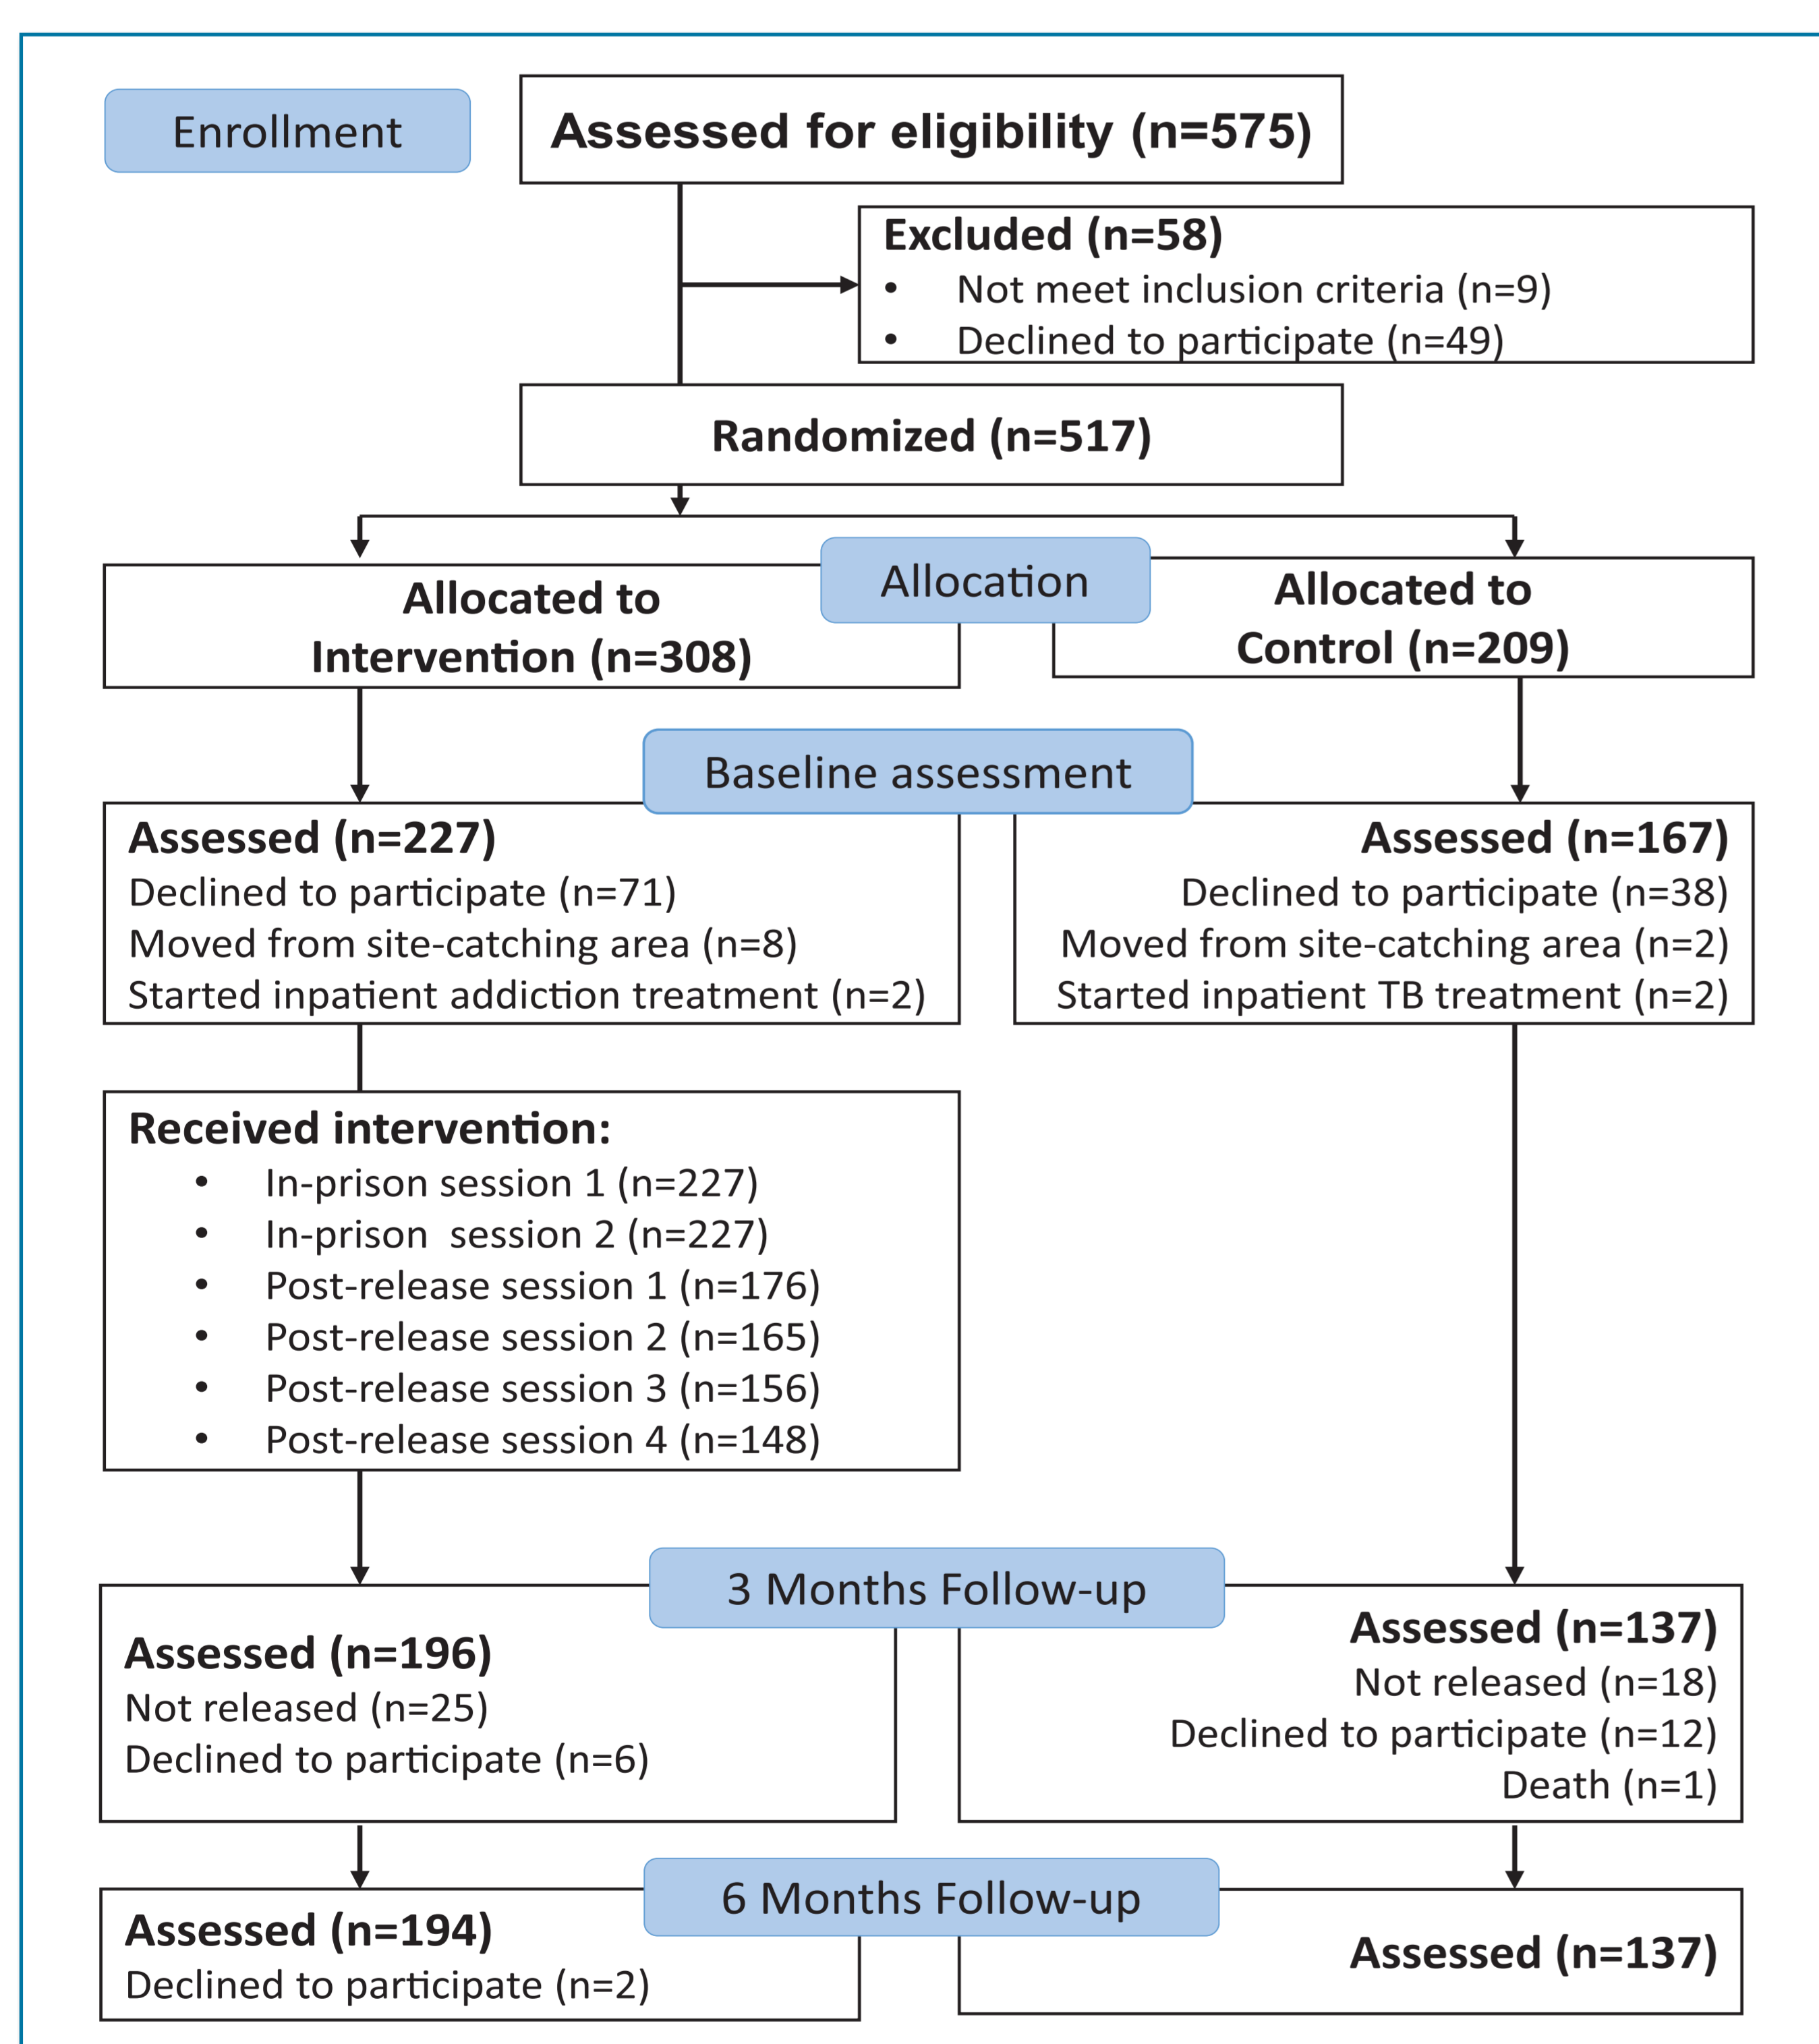 Enrollment
Assessed for eligibility (n=575)
Excluded (n=58)
• Not meet inclusion criteria (n=9)
• Declined to participate (n=49)
Randomized (n=517)
Allocation
Allocated to
Intervention (n=308)
Allocated to
Control (n=209)
Baseline assessment
Assessed (n=227)
Declined to participate (n=71)
Moved from site-catching area (n=8)
Started inpatient addiction treatment (n=2)
Assessed (n=167)
Declined to participate (n=38)
Moved from site-catching area (n=2)
Started inpatient TB treatment (n=2)
Received intervention:
• In-prison session 1 (n=227)
• In-prison session 2 (n=227)
• Post-release session 1 (n=176)
• Post-release session 2 (n=165)
• Post-release session 3 (n=156)
• Post-release session 4 (n=148)
3 Months Follow-up
Assessed (n=196)
Not released (n=25)
Declined to participate (n=6)
Assessed (n=137)
Not released (n=18)
Declined to participate (n=12)
Death (n=1)
6 Months Follow-up
Assessed (n=194)
Declined to participate (n=2)
Assessed (n=137)